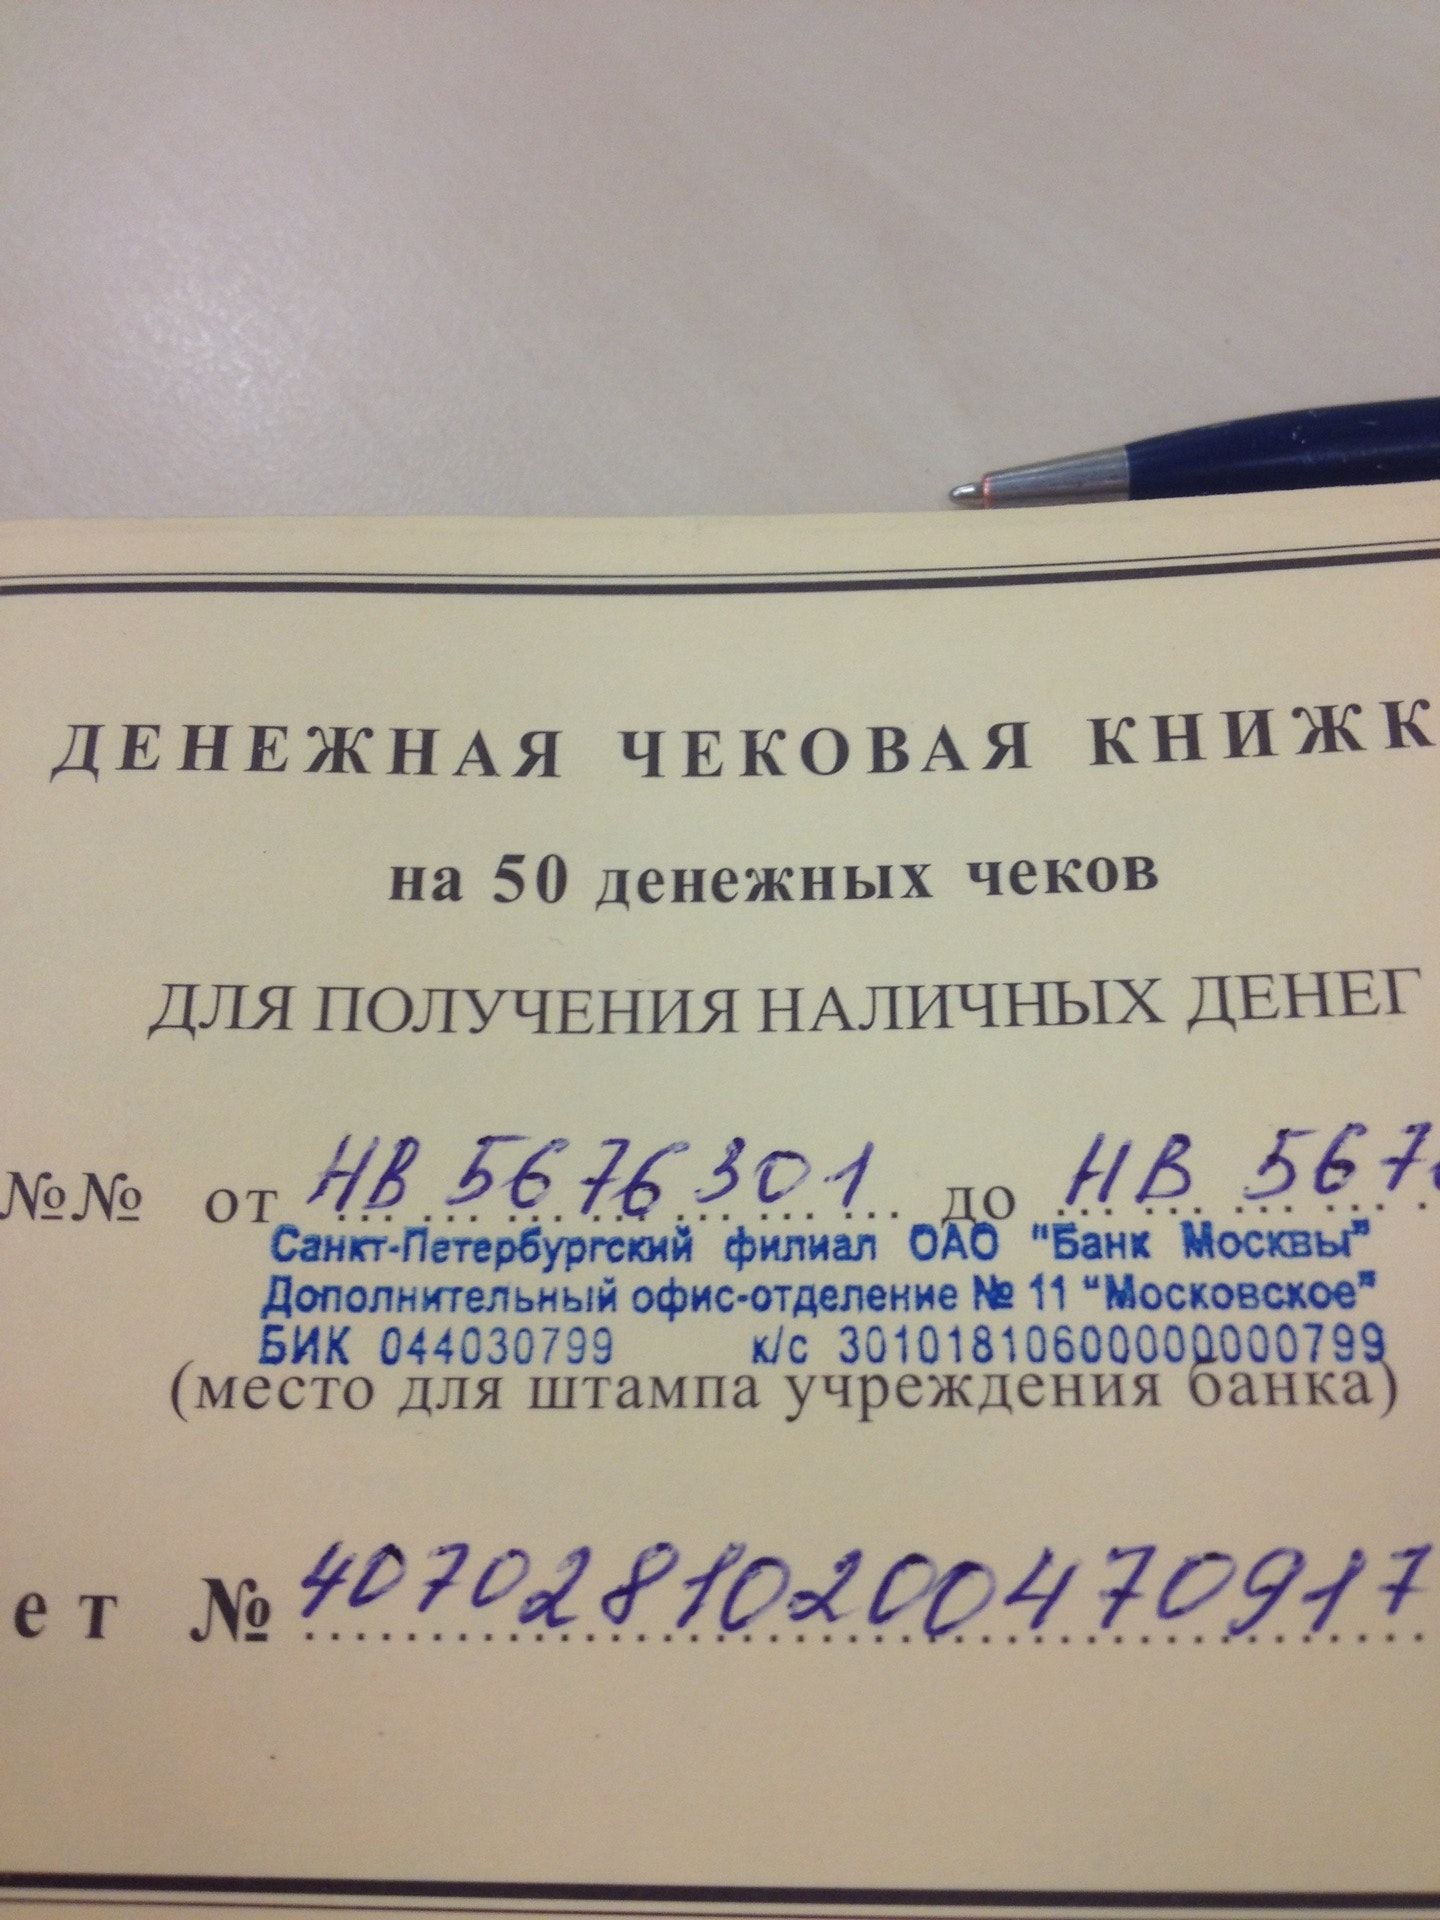 ДЕНЕЖНАЯ ЧЕКОВАЯ КНИЖК
на 50 денежных чеков
ДЛЯ ПОЛУЧЕНИЯ НАЛИЧНЫХ ДЕНЕГ
№№ от НВ 5676301 до НВ 567
Санкт-Петербургский филиал ОАО "Банк Москвы"
Дополнительный офис-отделение № 11 "Московское"
БИК 044030799 к/с 30101810600000000799
(место для штампа учреждения банка)
ет № 40702810200470917